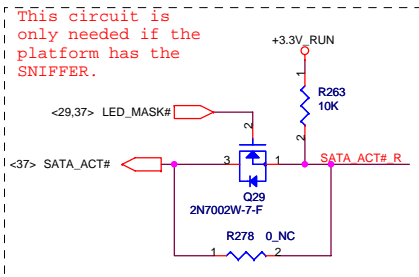 This circuit is
only needed if the
platform has the
SNIFFER.
+3.3V_RUN
1
R263
10K
2
<29,37> LED_MASK#
2
<37> SATA_ACT#
3
1
SATA_ACT#_R
Q29
2N7002W-7-F
R278 0_NC
1
2